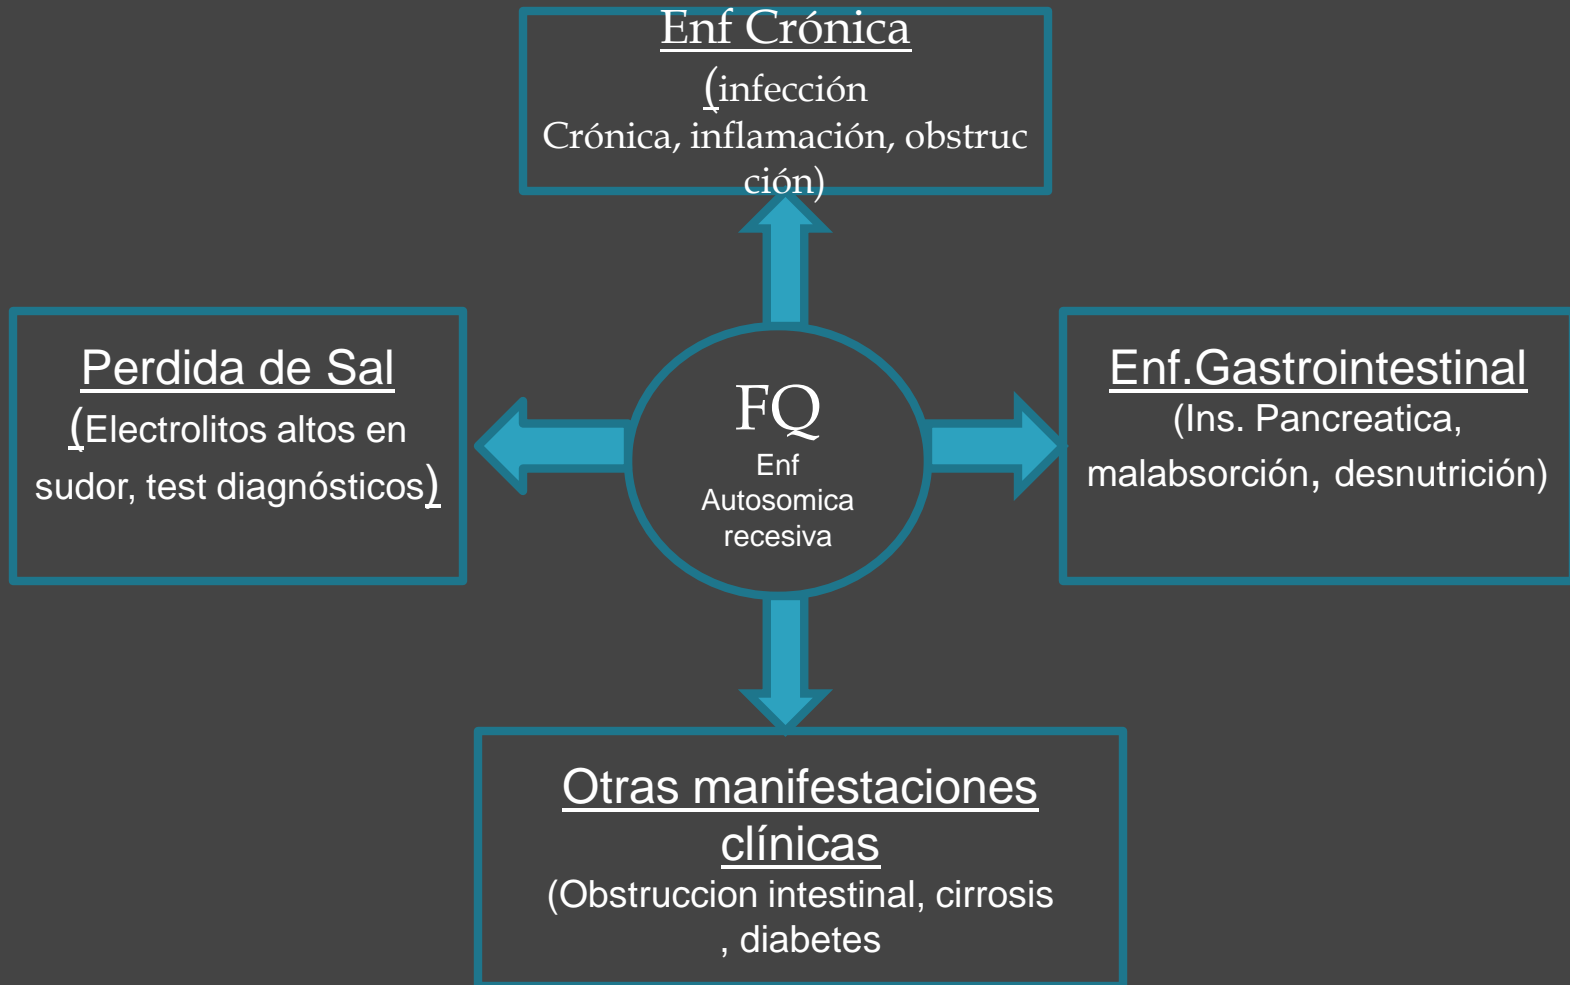 Enf Crónica
(infección
Crónica, inflamación, obstruc
ción)
Perdida de Sal
(Electrolitos altos en
sudor, test diagnósticos)
FQ
Enf
Autosomica
recesiva
Enf.Gastrointestinal
(Ins. Pancreatica,
malabsorción, desnutrición)
Otras manifestaciones
clínicas
(Obstruccion intestinal, cirrosis
, diabetes